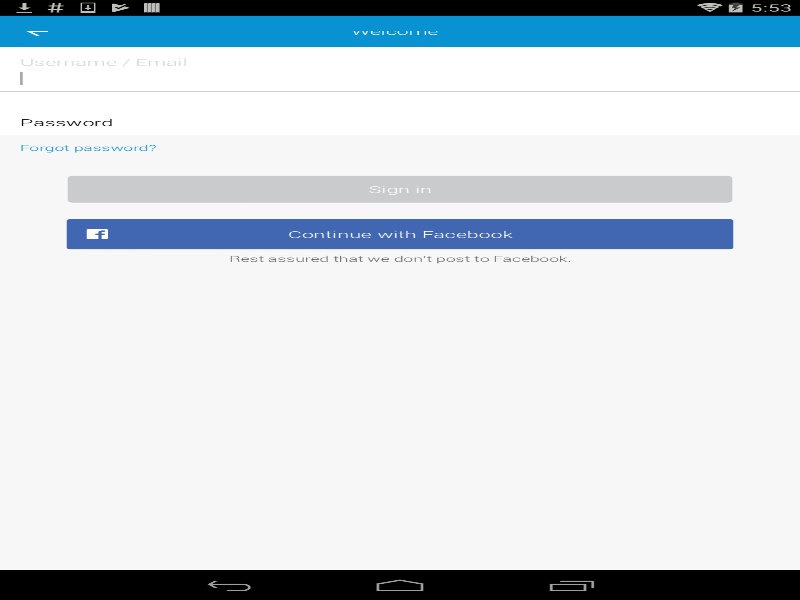 5:53
Welcome
Username / Email
Password
Forgot password?
Sign in
Continue with Facebook
Rest assured that we don't post to Facebook.